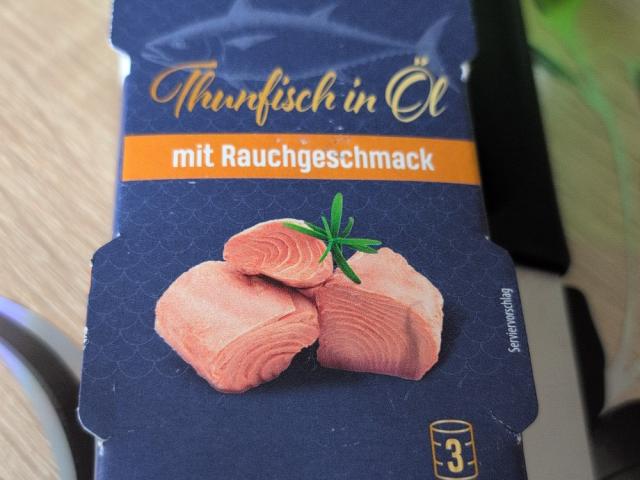 Thunfisch in Öl
mit Rauchgeschmack
Serviervorschlag
3